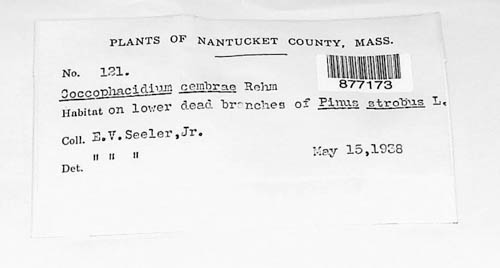 PLANTS OF NANTUCKET COUNTY, MASS.
No. 121.
Coccophacidium cembrae Rehm
877173
Habitat on lower dead branches of Pinus strobus L.
Coll. E.V.Seeler,Jr.
Det. " " "
May 15,1938